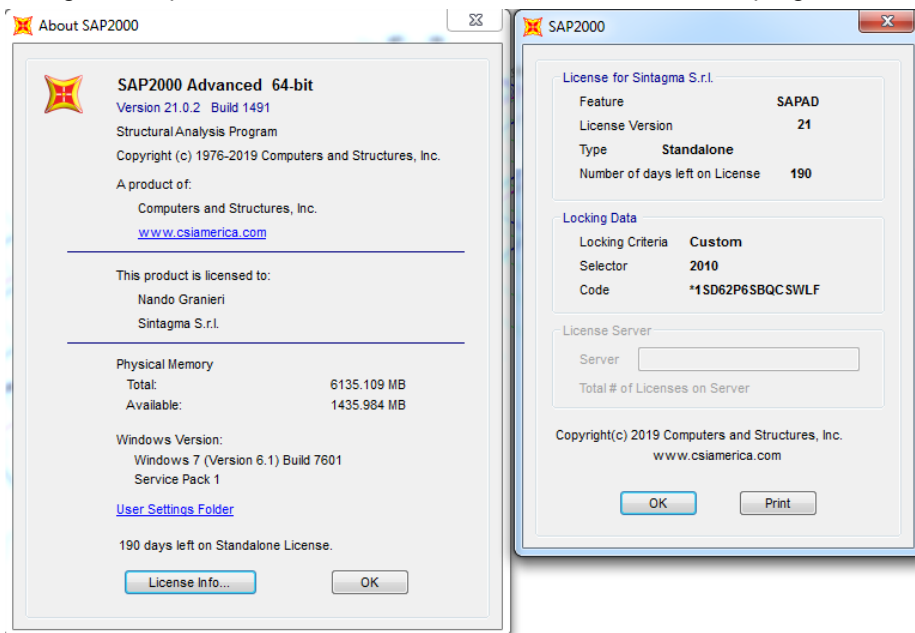 About SAP2000
SAP2000 Advanced 64-bit
Version 21.0.2 Build 1491
Structural Analysis Program
Copyright (c) 1976-2019 Computers and Structures, Inc.
A product of:
Computers and Structures, Inc.
www.csiamerica.com
This product is licensed to:
Nando Granieri
Sintagma S.r.l.
Physical Memory
Total: 6135.109 MB
Available: 1435.984 MB
Windows Version:
Windows 7 (Version 6.1) Build 7601
Service Pack 1
User Settings Folder
190 days left on Standalone License.
License Info... OK
SAP2000
License for Sintagma S.r.l.
Feature SAPAD
License Version 21
Type Standalone
Number of days left on License 190
Locking Data
Locking Criteria Custom
Selector 2010
Code *1SD62P6SBQCSWLF
License Server
Server
Total # of Licenses on Server
Copyright(c) 2019 Computers and Structures, Inc.
www.csiamerica.com
OK Print